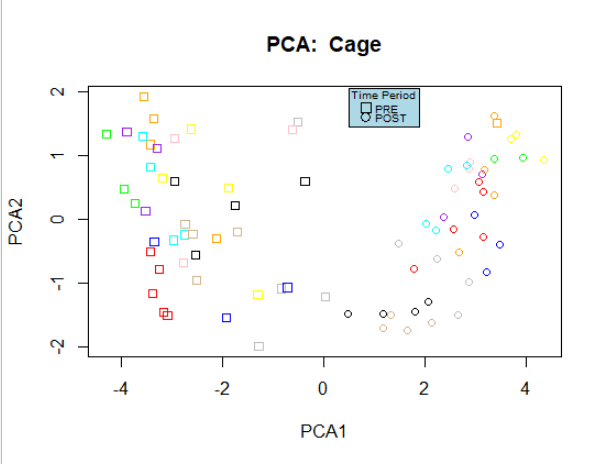 PCA:  Cage
Time Period
PRE
POST
PCA2
2
1
0
-1
-2
-4
-2
0
2
4
PCA1